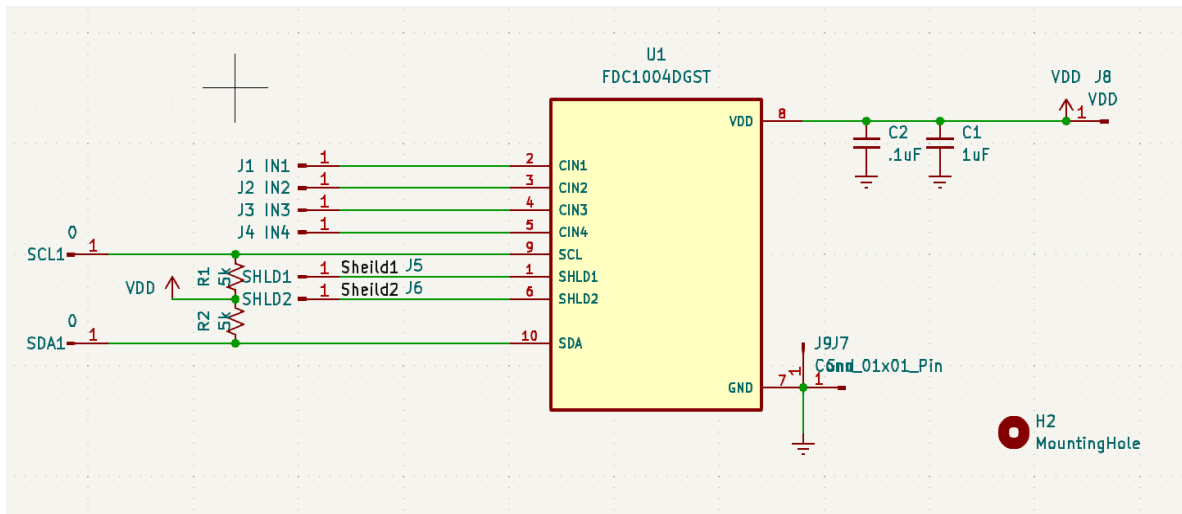 U1
FDC1004DGST
VDD J8
VDD
1
VDD 8
C2 C1
.1uF 1uF
J1 IN1 1 2 CIN1
J2 IN2 1 3 CIN2
J3 IN3 1 4 CIN3
J4 IN4 1 5 CIN4
0
SCL1 1 9 SCL
R1 5k
SHLD1 1 Sheild1 J5 1 SHLD1
VDD
SHLD2 1 Sheild2 J6 6 SHLD2
R2 5k
0
SDA1 1 10 SDA
J9 J7
1
Conn_01x01_Pin
GND 7 1
H2
MountingHole